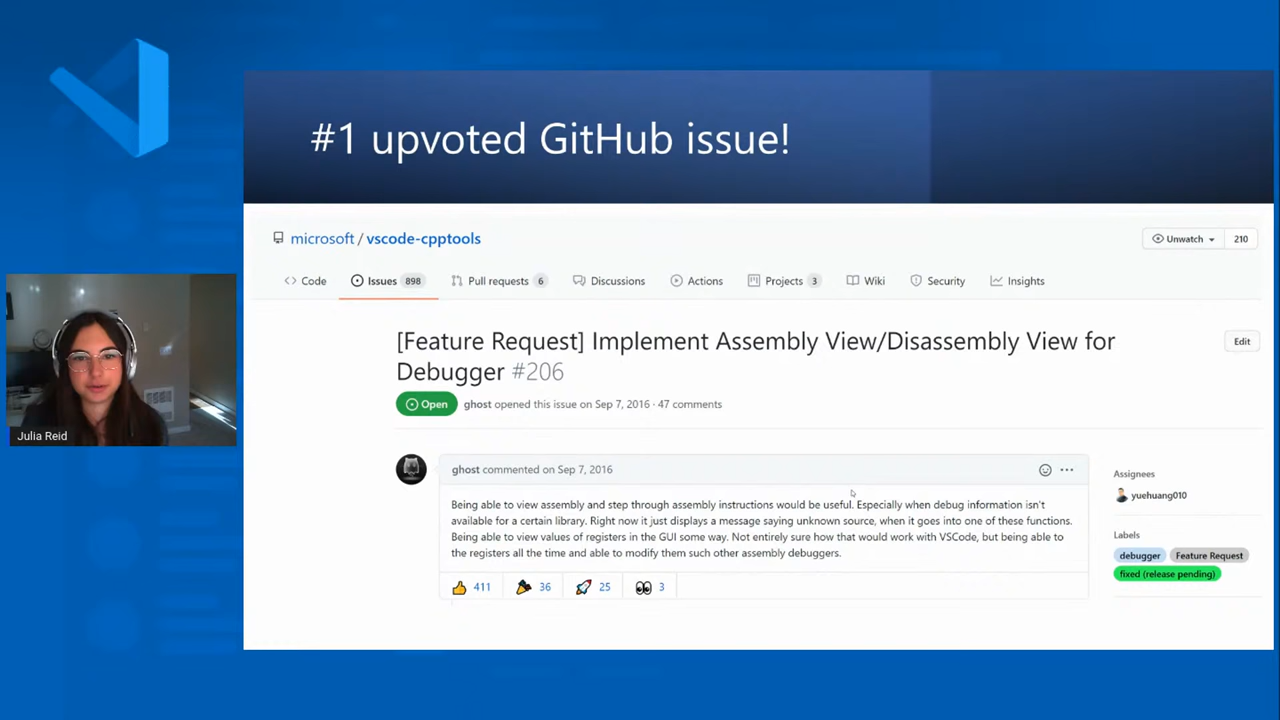 #1 upvoted GitHub issue!
microsoft / vscode-cpptools
Unwatch 210
Code Issues 898 Pull requests 6 Discussions Actions Projects 3 Wiki Security Insights
[Feature Request] Implement Assembly View/Disassembly View for
Debugger #206
Edit
Open ghost opened this issue on Sep 7, 2016 · 47 comments
ghost commented on Sep 7, 2016
Being able to view assembly and step through assembly instructions would be useful. Especially when debug information isn't
available for a certain library. Right now it just displays a message saying unknown source, when it goes into one of these functions.
Being able to view values of registers in the GUI some way. Not entirely sure how that would work with VSCode, but being able to
the registers all the time and able to modify them such other assembly debuggers.
411 36 25 3
Assignees
yuehuang010
Labels
debugger Feature Request
fixed (release pending)
Julia Reid